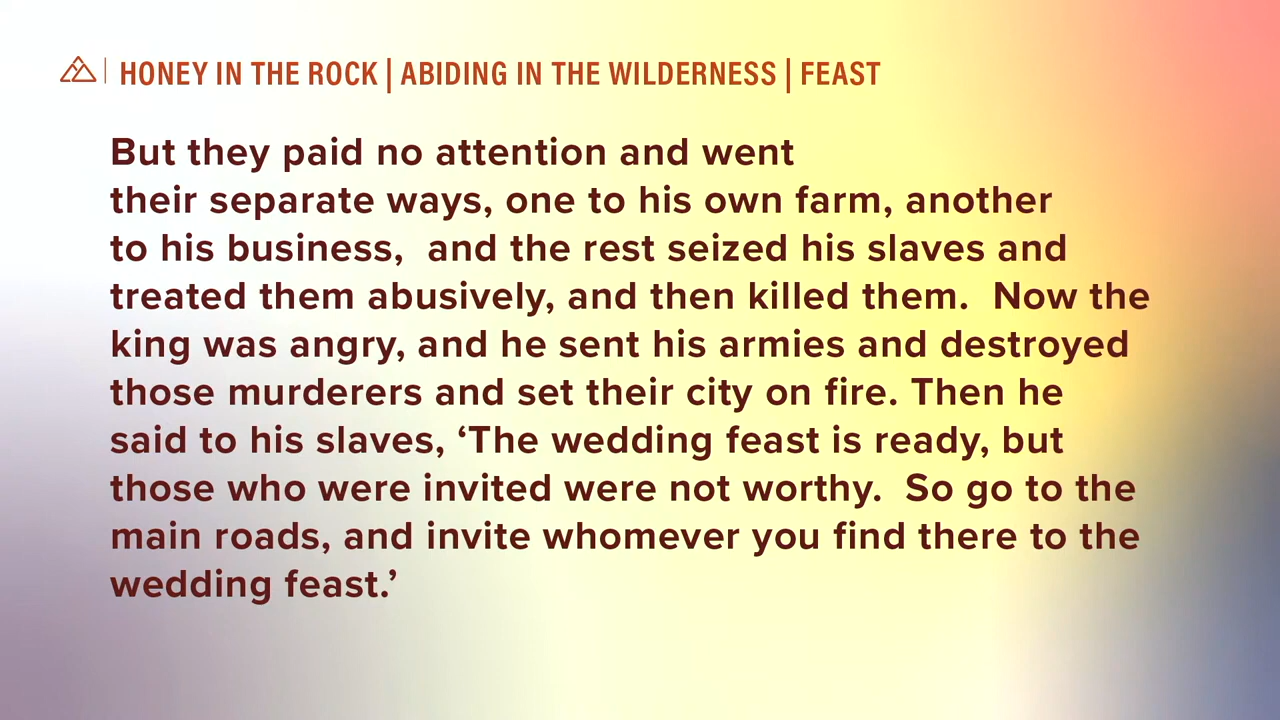 HONEY IN THE ROCK | ABIDING IN THE WILDERNESS | FEAST
But they paid no attention and went
their separate ways, one to his own farm, another
to his business,  and the rest seized his slaves and
treated them abusively, and then killed them.  Now the
king was angry, and he sent his armies and destroyed
those murderers and set their city on fire. Then he
said to his slaves, ‘The wedding feast is ready, but
those who were invited were not worthy.  So go to the
main roads, and invite whomever you find there to the
wedding feast.’